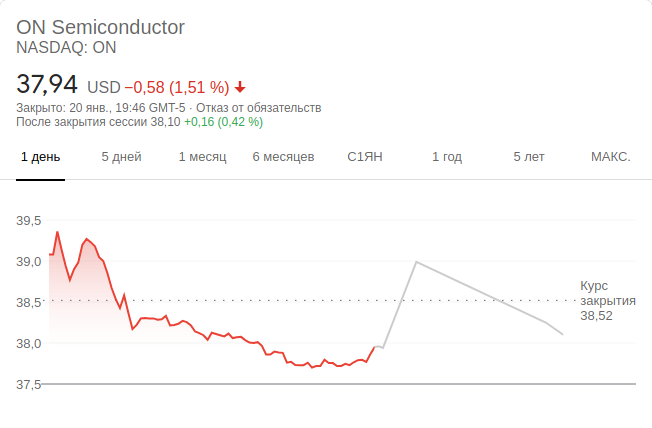 ON Semiconductor
NASDAQ: ON
37,94 USD −0,58 (1,51 %)
Закрыто: 20 янв., 19:46 GMT-5 · Отказ от обязательств
После закрытия сессии 38,10 +0,16 (0,42 %)
1 день 5 дней 1 месяц 6 месяцев С1ЯН 1 год 5 лет МАКС.
39,5
39,0
38,5
38,0
37,5
Курс
закрытия
38,52